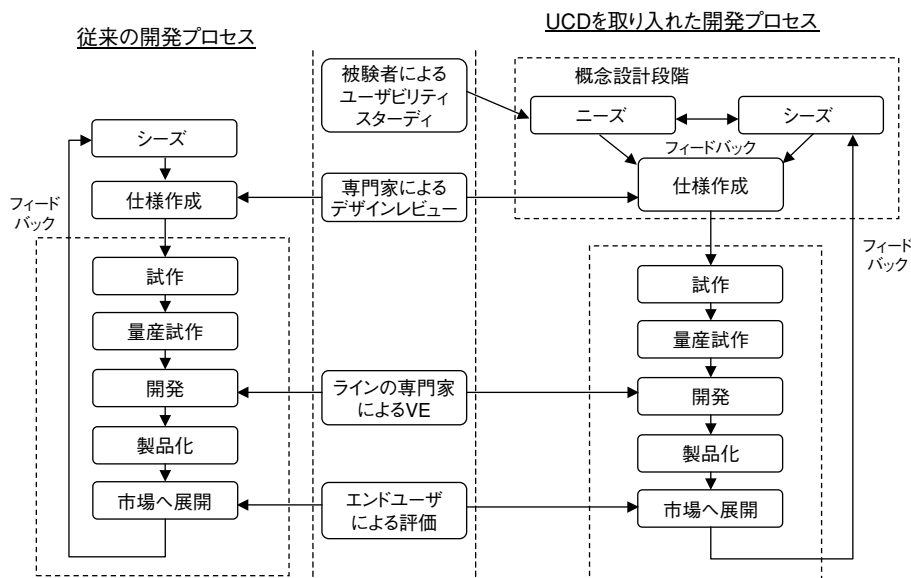 従来の開発プロセス
シーズ
仕様作成
フィード
バック
試作
量産試作
開発
製品化
市場へ展開
被験者による
ユーザビリティ
スターディ
専門家による
デザインレビュー
ラインの専門家
によるVE
エンドユーザ
による評価
UCDを取り入れた開発プロセス
概念設計段階
ニーズ
シーズ
フィードバック
仕様作成
フィード
バック
試作
量産試作
開発
製品化
市場へ展開